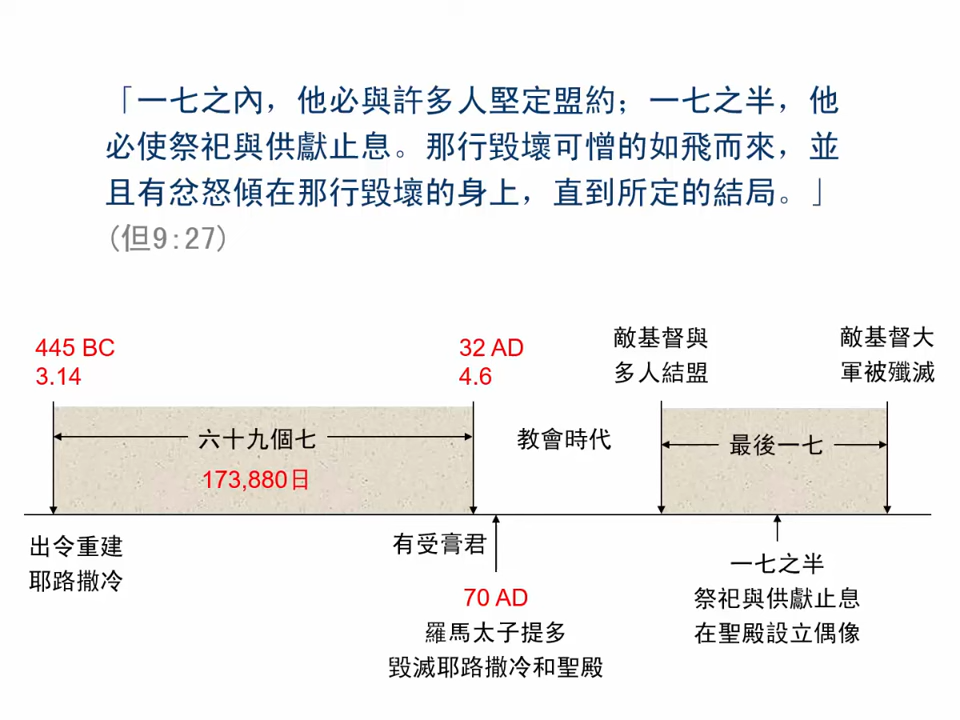 「一七之內，他必與許多人堅定盟約；一七之半，他
必使祭祀與供獻止息。那行毀壞可憎的如飛而來，並
且有忿怒傾在那行毀壞的身上，直到所定的結局。」
(但9:27)
445 BC
3.14
32 AD
4.6
敵基督與
多人結盟
敵基督大
軍被殲滅
六十九個七
173,880日
教會時代
最後一七
出令重建
耶路撒冷
有受膏君
70 AD
羅馬太子提多
毀滅耶路撒冷和聖殿
一七之半
祭祀與供獻止息
在聖殿設立偶像